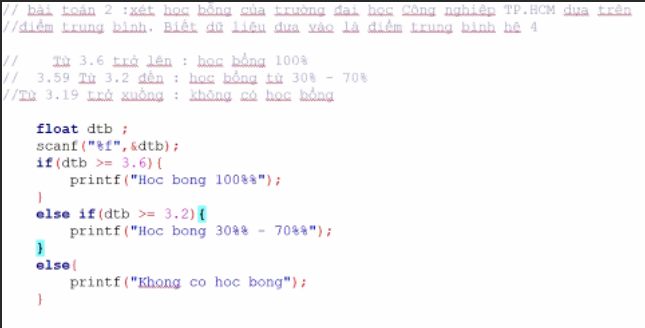 // bài toán 2 :xét học bổng của trường đại học Công nghiệp TP.HCM dựa trên
//điểm trung bình. Biết dữ liệu đưa vào là điểm trung bình hệ 4
// Từ 3.6 trở lên : học bổng 100%
// 3.59 Từ 3.2 đến : học bổng từ 30% - 70%
//Từ 3.19 trở xuống : không có học bổng
float dtb ;
scanf("%f",&dtb);
if(dtb >= 3.6){
printf("Hoc bong 100%%");
}
else if(dtb >= 3.2){
printf("Hoc bong 30%% - 70%%");
}
else{
printf("Khong co hoc bong");
}